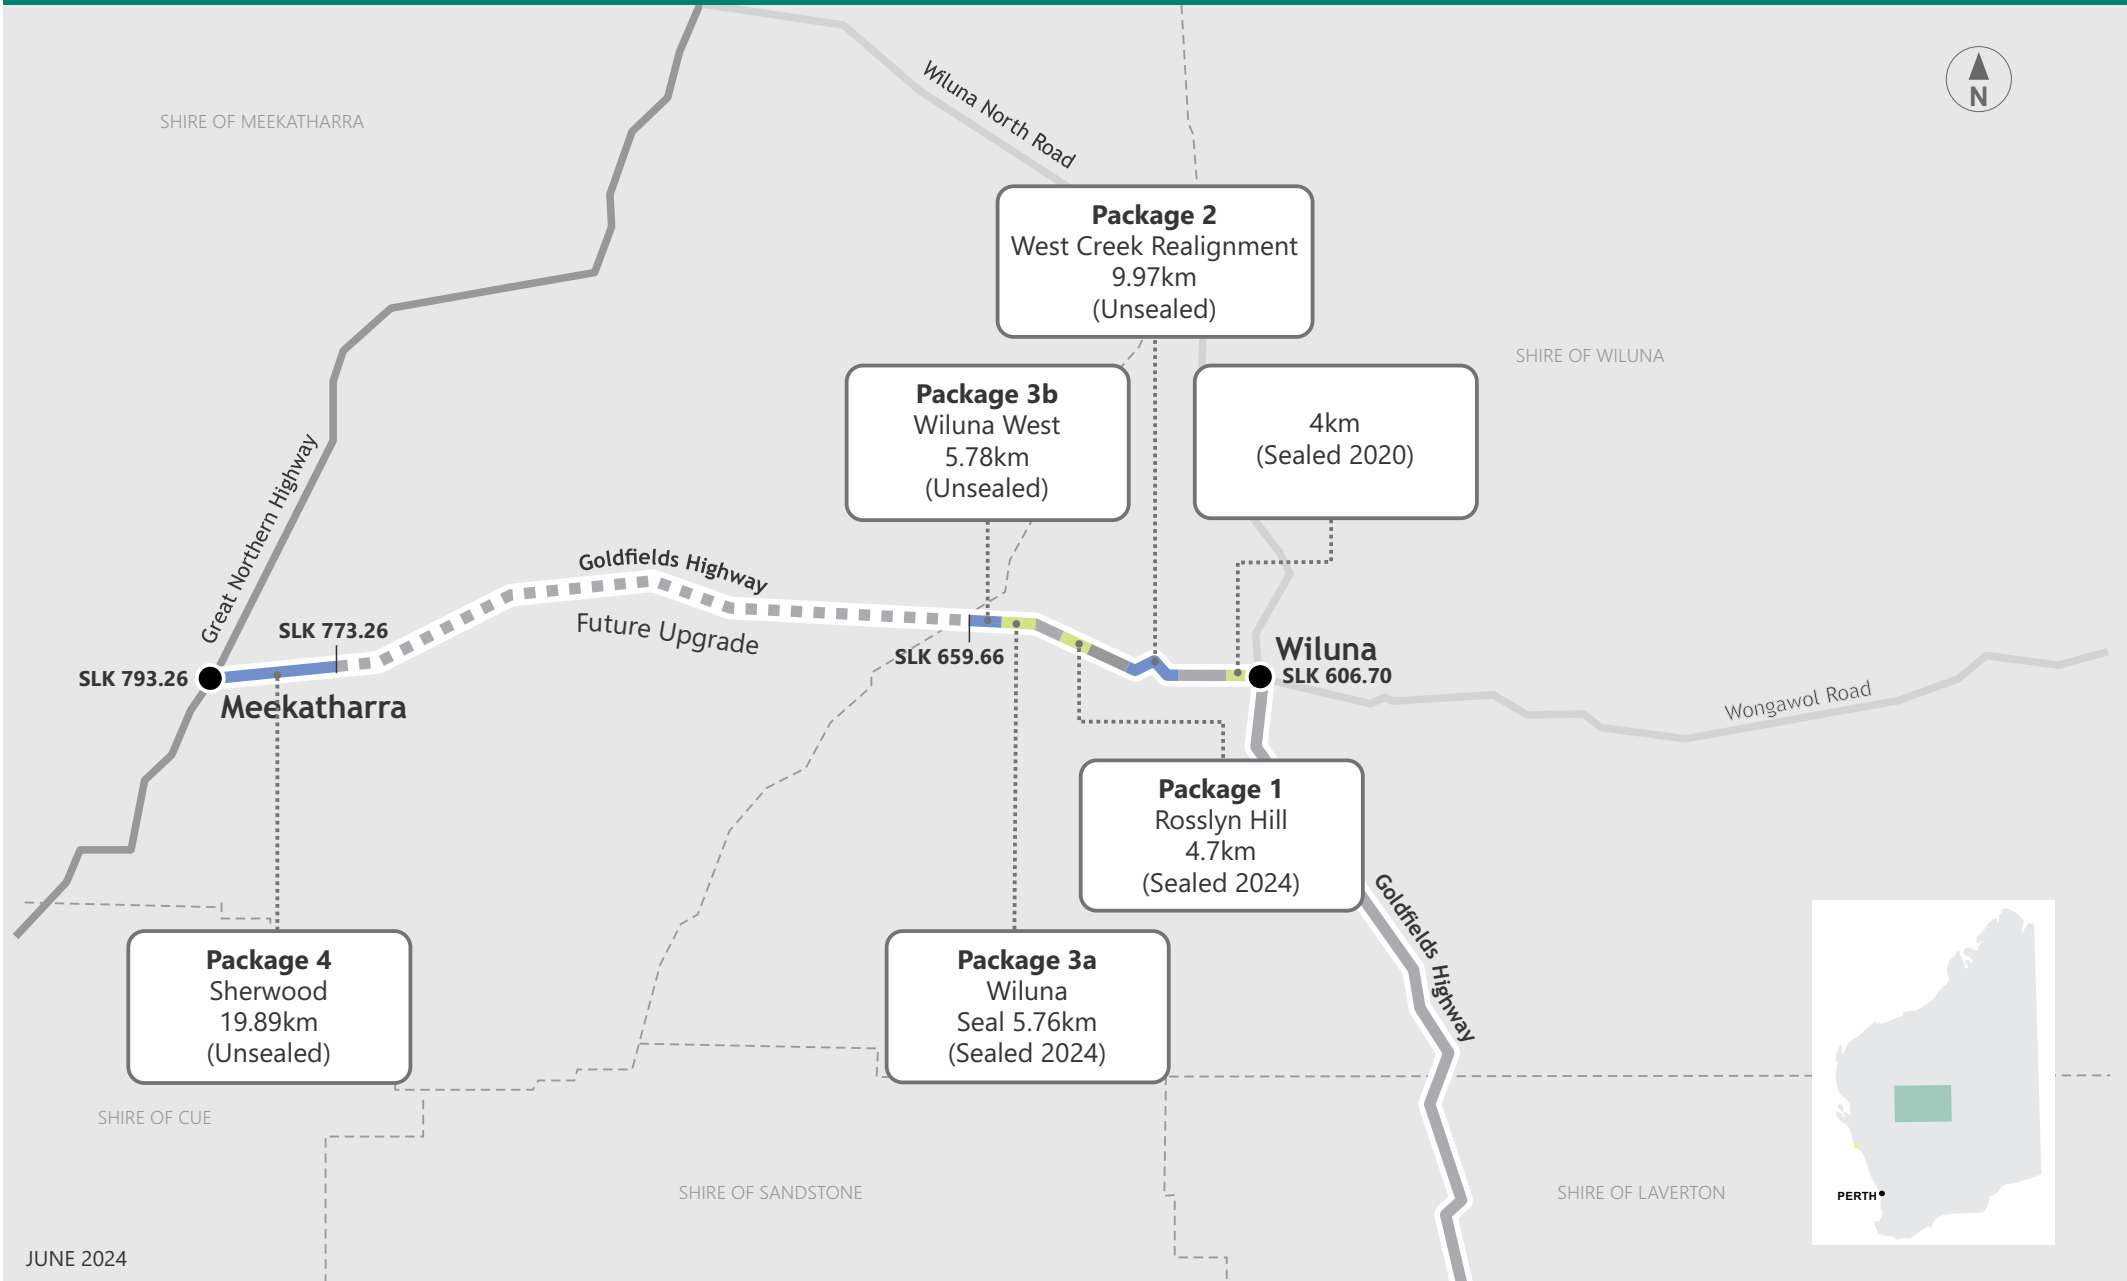 SHIRE OF MEEKATHARRA
Wiluna North Road
N
Package 2
West Creek Realignment
9.97km
(Unsealed)
SHIRE OF WILUNA
Package 3b
Wiluna West
5.78km
(Unsealed)
4km
(Sealed 2020)
Great Northern Highway
Goldfields Highway
Future Upgrade
SLK 773.26
SLK 793.26
Meekatharra
SLK 659.66
Wiluna
SLK 606.70
Wongawol Road
Package 1
Rosslyn Hill
4.7km
(Sealed 2024)
Goldfields Highway
Package 4
Sherwood
19.89km
(Unsealed)
Package 3a
Wiluna
Seal 5.76km
(Sealed 2024)
SHIRE OF CUE
SHIRE OF SANDSTONE
SHIRE OF LAVERTON
PERTH
JUNE 2024